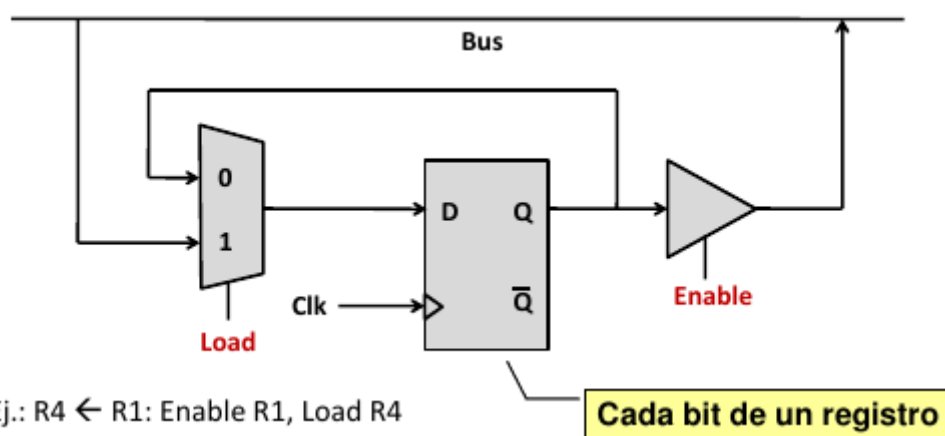 Bus
0
1
D Q
Q̅
Clk
Enable
Load
j.: R4 ← R1: Enable R1, Load R4
Cada bit de un registro